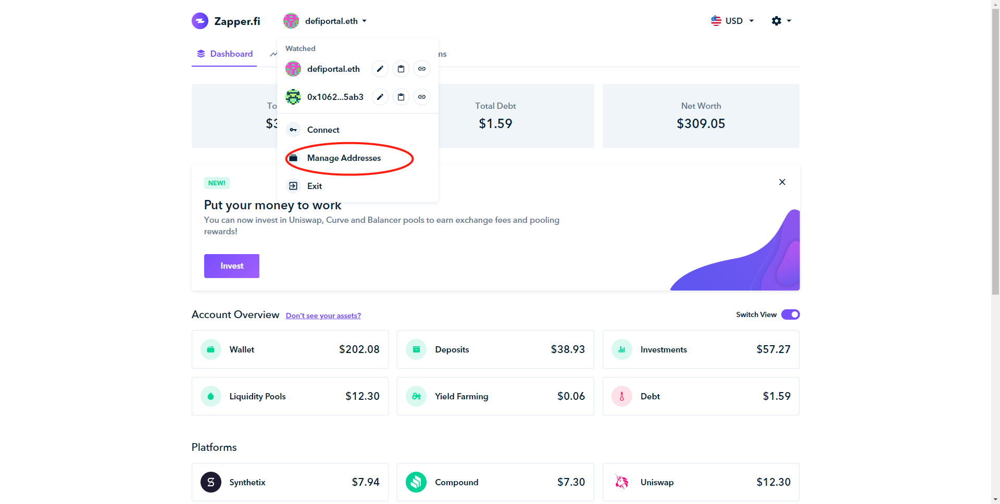 Zapper.fi
defiportal.eth
USD
Dashboard
ns
Watched
defiportal.eth
0x1062...5ab3
Connect
Manage Addresses
Exit
To
$3
Total Debt
$1.59
Net Worth
$309.05
NEW!
Put your money to work
You can now invest in Uniswap, Curve and Balancer pools to earn exchange fees and pooling
rewards!
Invest
Account Overview Don't see your assets?
Switch View
Wallet $202.08
Deposits $38.93
Investments $57.27
Liquidity Pools $12.30
Yield Farming $0.06
Debt $1.59
Platforms
Synthetix $7.94
Compound $7.30
Uniswap $12.30